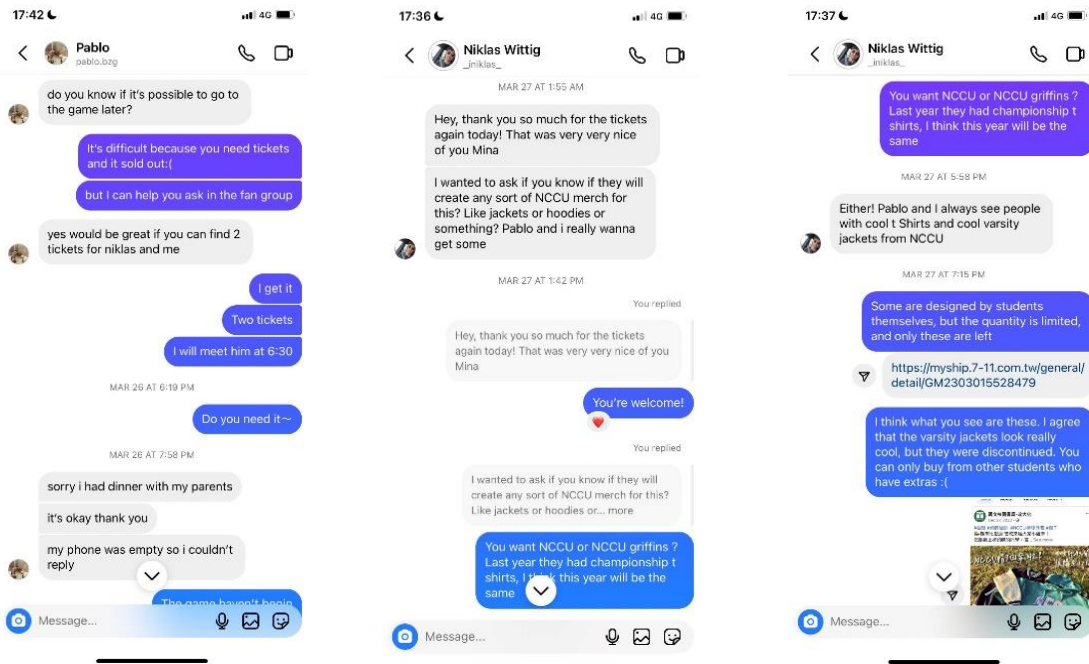 17:42
4G
Pablo
pablo.bzg
do you know if it's possible to go to
the game later?
It's difficult because you need tickets
and it sold out:(
but I can help you ask in the fan group
yes would be great if you can find 2
tickets for niklas and me
I get it
Two tickets
I will meet him at 6:30
MAR 26 AT 6:19 PM
Do you need it～
MAR 26 AT 7:58 PM
sorry i had dinner with my parents
it's okay thank you
my phone was empty so i couldn't
reply
The game haven't begin
Message...
17:36
4G
Niklas Wittig
_iniklas_
MAR 27 AT 1:55 AM
Hey, thank you so much for the tickets
again today! That was very very nice
of you Mina
I wanted to ask if you know if they will
create any sort of NCCU merch for
this? Like jackets or hoodies or
something? Pablo and i really wanna
get some
MAR 27 AT 1:42 PM
You replied
Hey, thank you so much for the tickets
again today! That was very very nice of you
Mina
You're welcome!
You replied
I wanted to ask if you know if they will
create any sort of NCCU merch for this?
Like jackets or hoodies or... more
You want NCCU or NCCU griffins ?
Last year they had championship t
shirts, I think this year will be the
same
Message...
17:37
4G
Niklas Wittig
_iniklas_
You want NCCU or NCCU griffins ?
Last year they had championship t
shirts, I think this year will be the
same
MAR 27 AT 5:58 PM
Either! Pablo and I always see people
with cool t Shirts and cool varsity
jackets from NCCU
MAR 27 AT 7:15 PM
Some are designed by students
themselves, but the quantity is limited,
and only these are left
https://myship.7-11.com.tw/general/
detail/GM2303015528479
I think what you see are these. I agree
that the varsity jackets look really
cool, but they were discontinued. You
can only buy from other students who
have extras :(
Message...